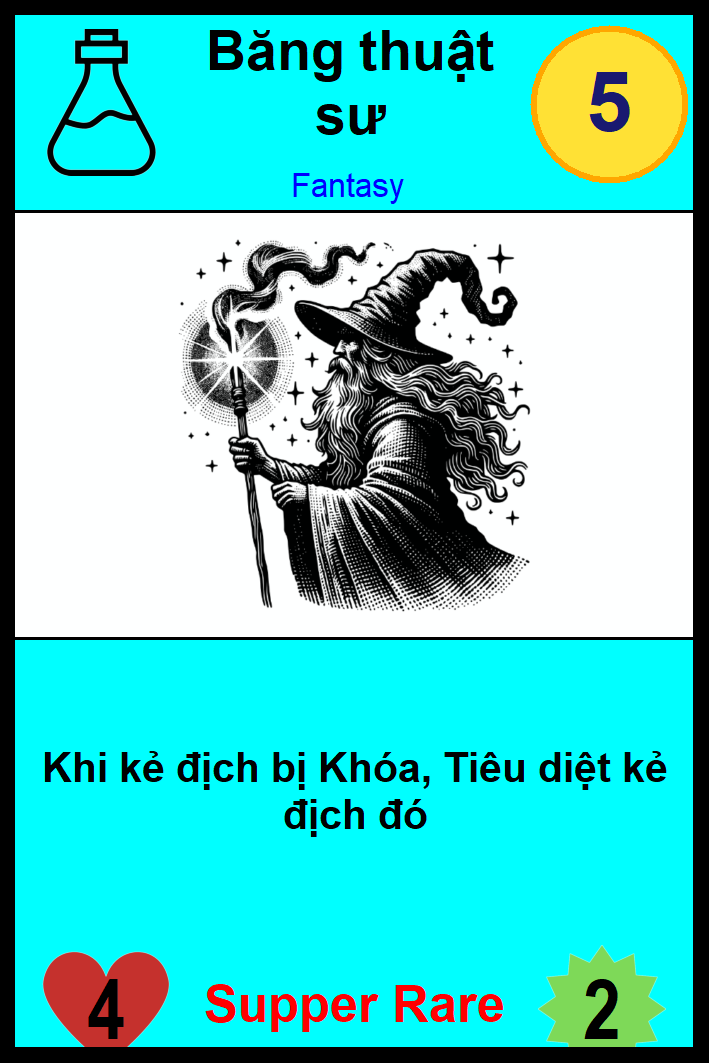 Băng thuật
sư
5
Fantasy
Khi kẻ địch bị Khóa, Tiêu diệt kẻ
địch đó
4
Supper Rare
2